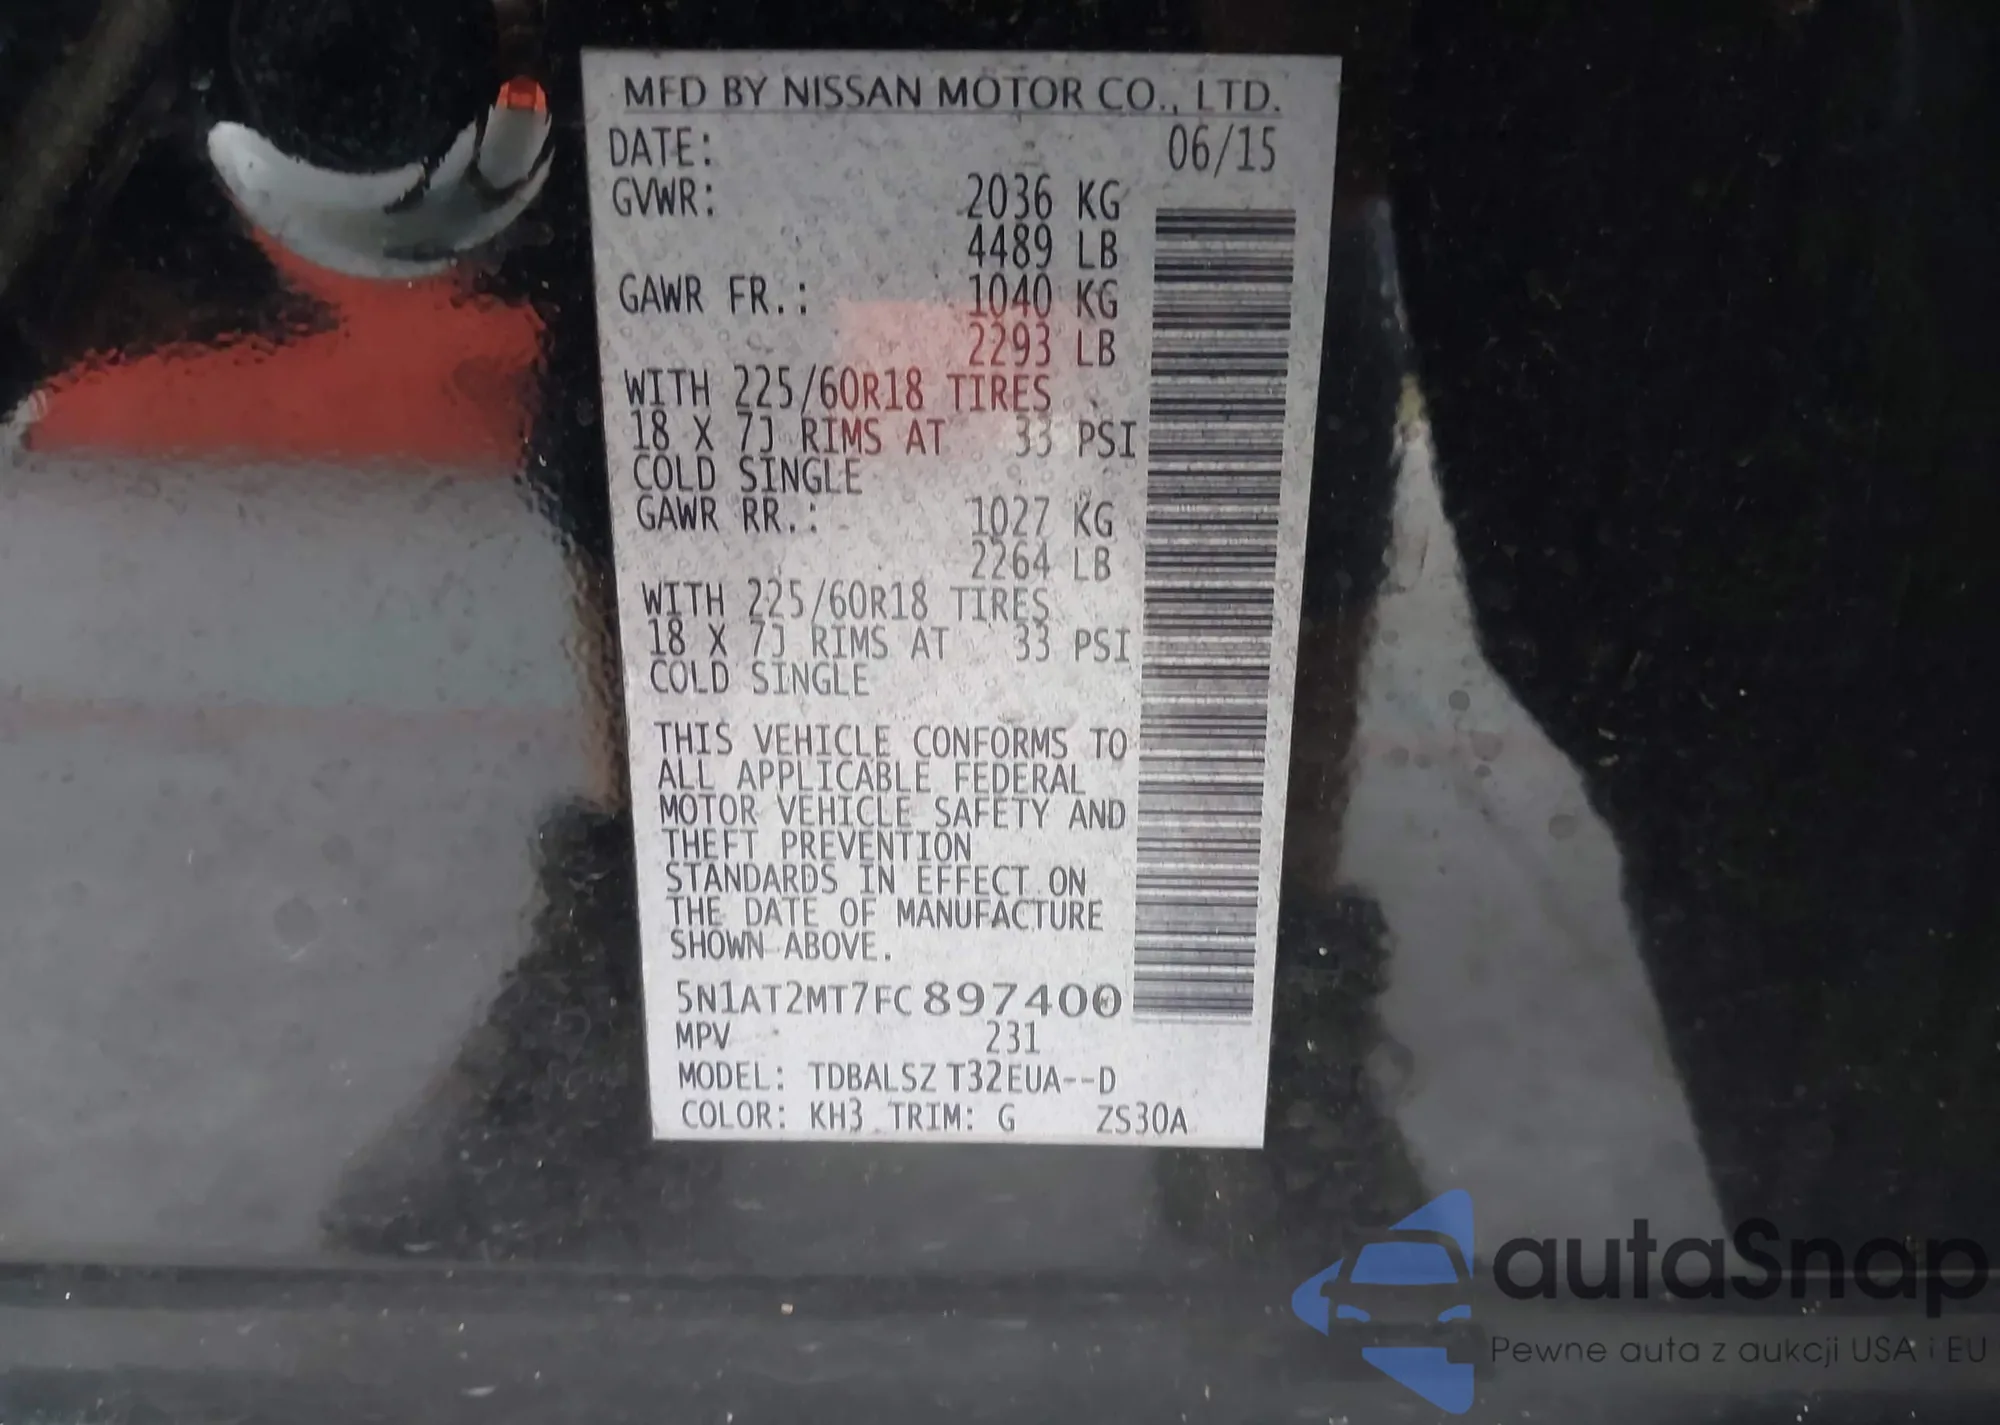 MFD BY NISSAN MOTOR CO., LTD.
DATE: 06/15
GVWR: 2036 KG
4489 LB
GAWR FR.: 1040 KG
2293 LB
WITH 225/60R18 TIRES
18 X 7J RIMS AT 33 PSI
COLD SINGLE
GAWR RR.: 1027 KG
2264 LB
WITH 225/60R18 TIRES
18 X 7J RIMS AT 33 PSI
COLD SINGLE
THIS VEHICLE CONFORMS TO
ALL APPLICABLE FEDERAL
MOTOR VEHICLE SAFETY AND
THEFT PREVENTION
STANDARDS IN EFFECT ON
THE DATE OF MANUFACTURE
SHOWN ABOVE.
5N1AT2MT7FC897400
MPV 231
MODEL: TDBALSZ T32EUA--D
COLOR: KH3 TRIM: G ZS30A
autaSnap
Pewne auta z aukcji USA i EU